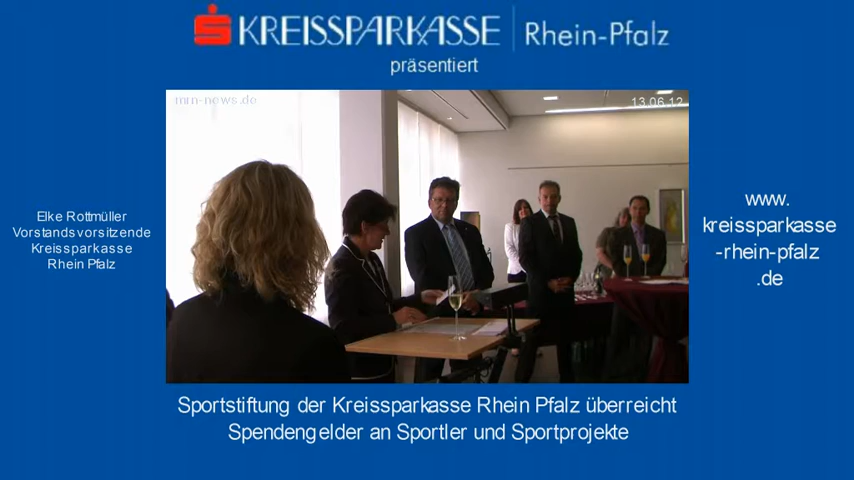 KREISSPARKASSE Rhein-Pfalz
präsentiert
mm-news.de
13.06.12
Elke Rottmüller
Vorstandsvorsitzende
Kreissparkasse
Rhein Pfalz
www.
kreissparkasse
-rhein-pfalz
.de
Sportstiftung der Kreissparkasse Rhein Pfalz überreicht
Spendengelder an Sportler und Sportprojekte